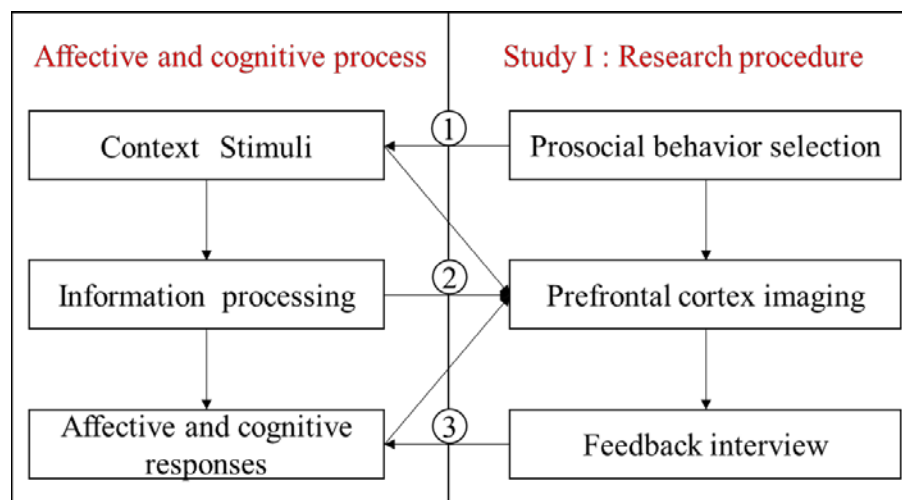 Affective and cognitive process
Study I : Research procedure
Context Stimuli
1
Prosocial behavior selection
Information processing
2
Prefrontal cortex imaging
Affective and cognitive
responses
3
Feedback interview